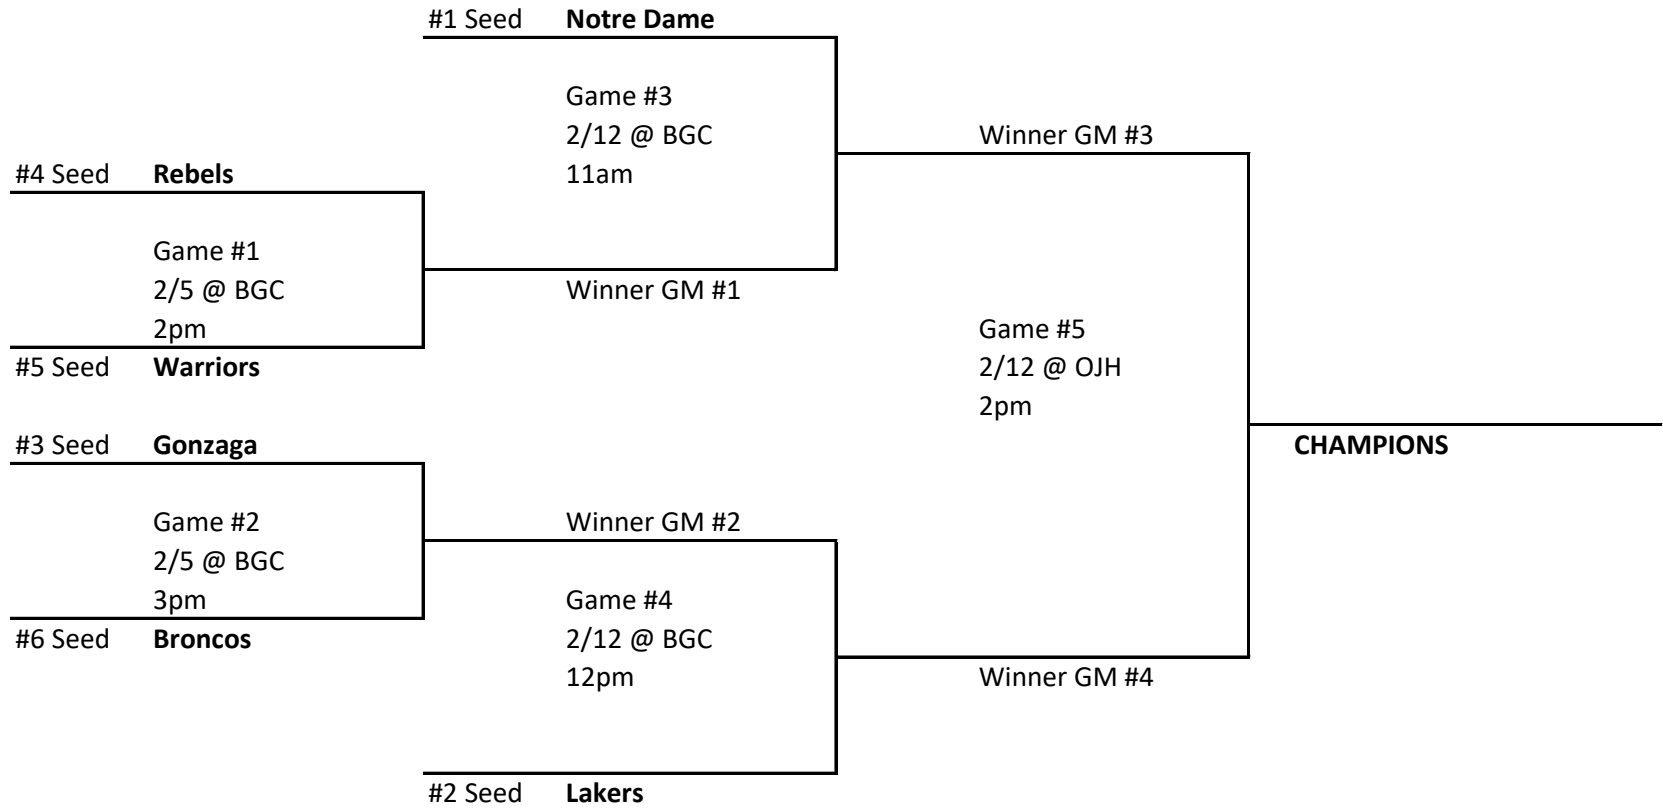 #1 Seed Notre Dame
Game #3
2/12 @ BGC
11am
Winner GM #3
#4 Seed Rebels
Game #1
2/5 @ BGC
2pm
Winner GM #1
#5 Seed Warriors
Game #5
2/12 @ OJH
2pm
CHAMPIONS
#3 Seed Gonzaga
Game #2
2/5 @ BGC
3pm
Winner GM #2
#6 Seed Broncos
Game #4
2/12 @ BGC
12pm
Winner GM #4
#2 Seed Lakers